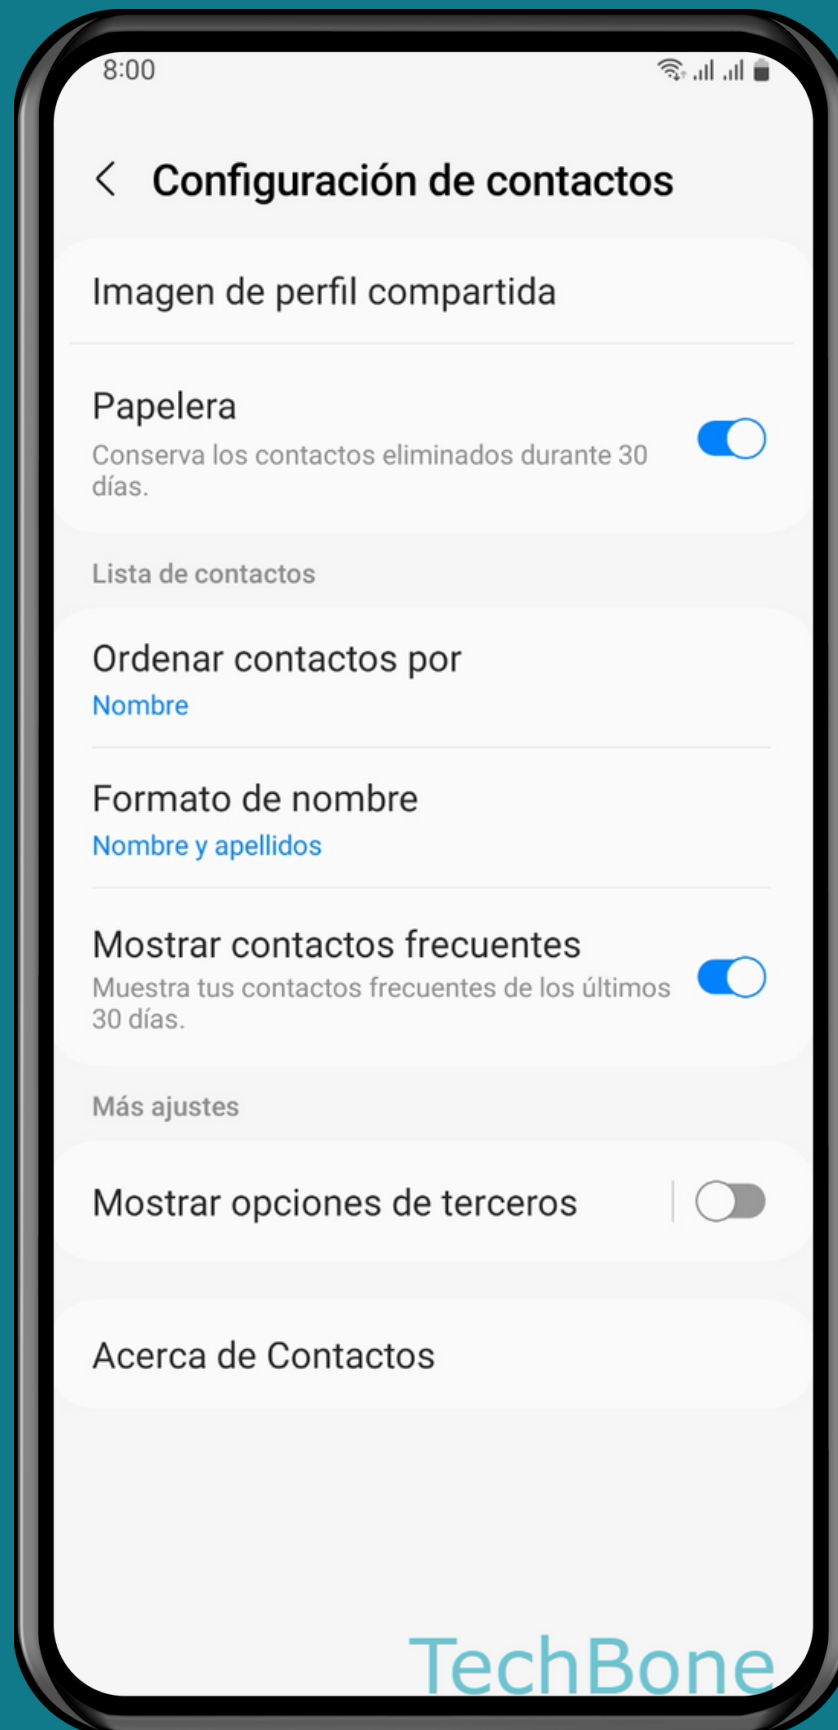 8:00
Configuración de contactos
Imagen de perfil compartida
Papelera
Conserva los contactos eliminados durante 30
días.
Lista de contactos
Ordenar contactos por
Nombre
Formato de nombre
Nombre y apellidos
Mostrar contactos frecuentes
Muestra tus contactos frecuentes de los últimos
30 días.
Más ajustes
Mostrar opciones de terceros
Acerca de Contactos
TechBone